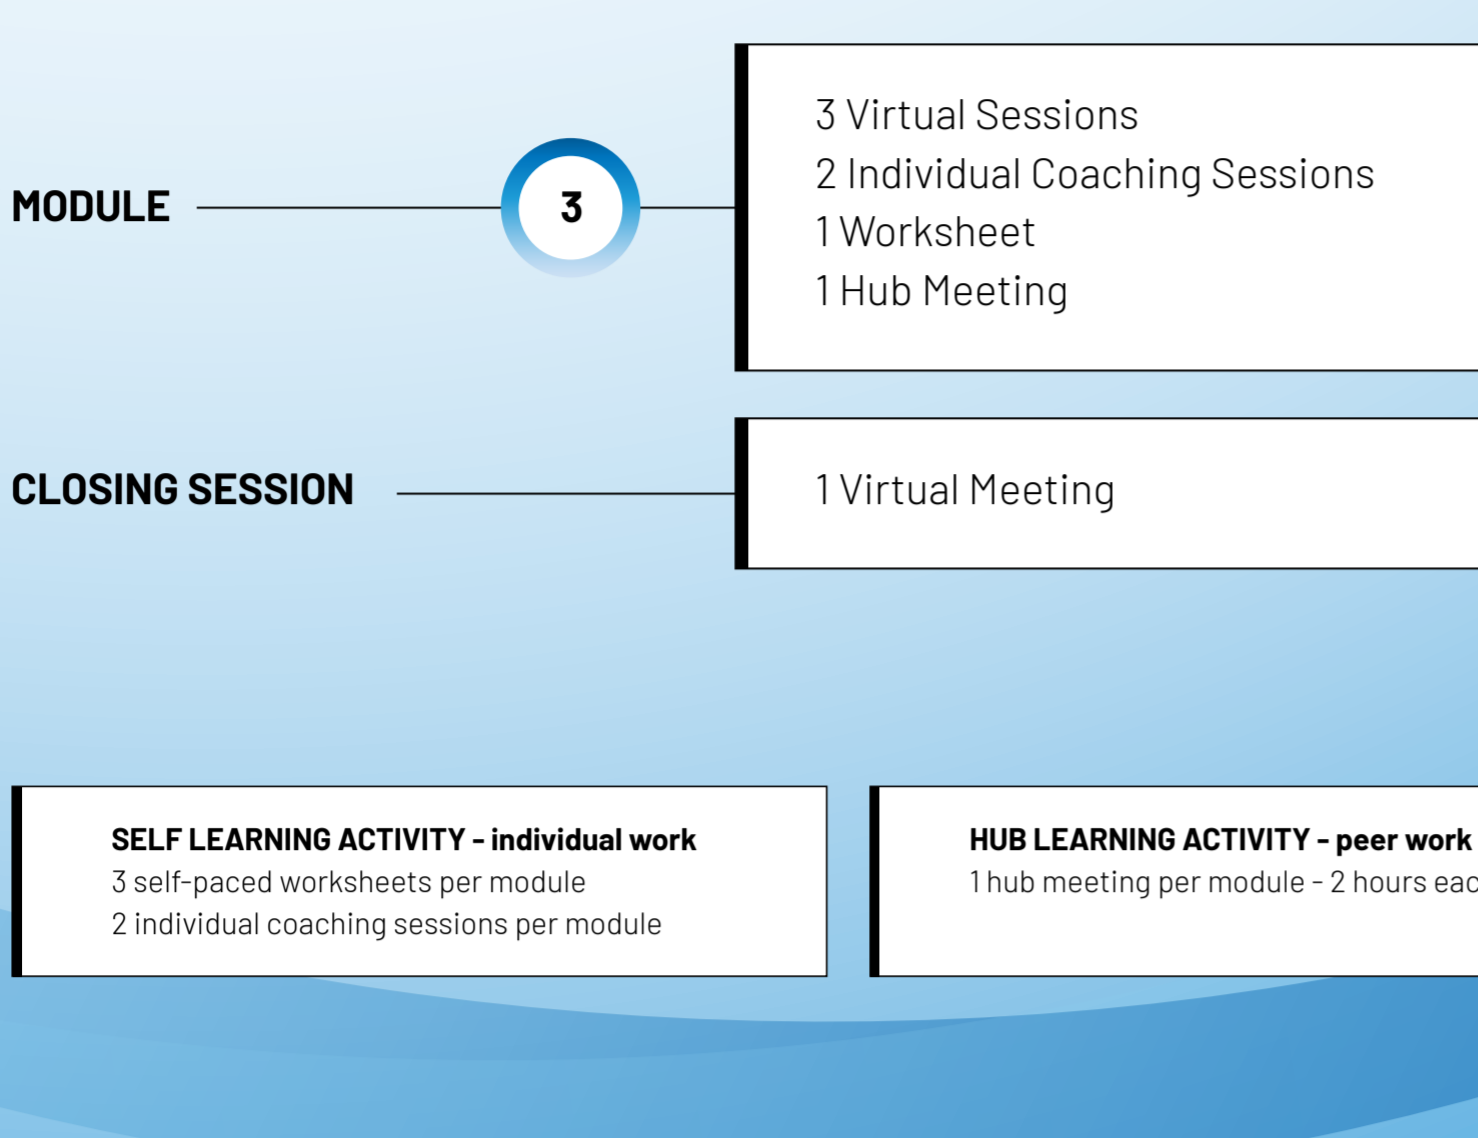 MODULE
3
3 Virtual Sessions
2 Individual Coaching Sessions
1 Worksheet
1 Hub Meeting
CLOSING SESSION
1 Virtual Meeting
SELF LEARNING ACTIVITY - individual work
3 self-paced worksheets per module
2 individual coaching sessions per module
HUB LEARNING ACTIVITY - peer work
1 hub meeting per module - 2 hours